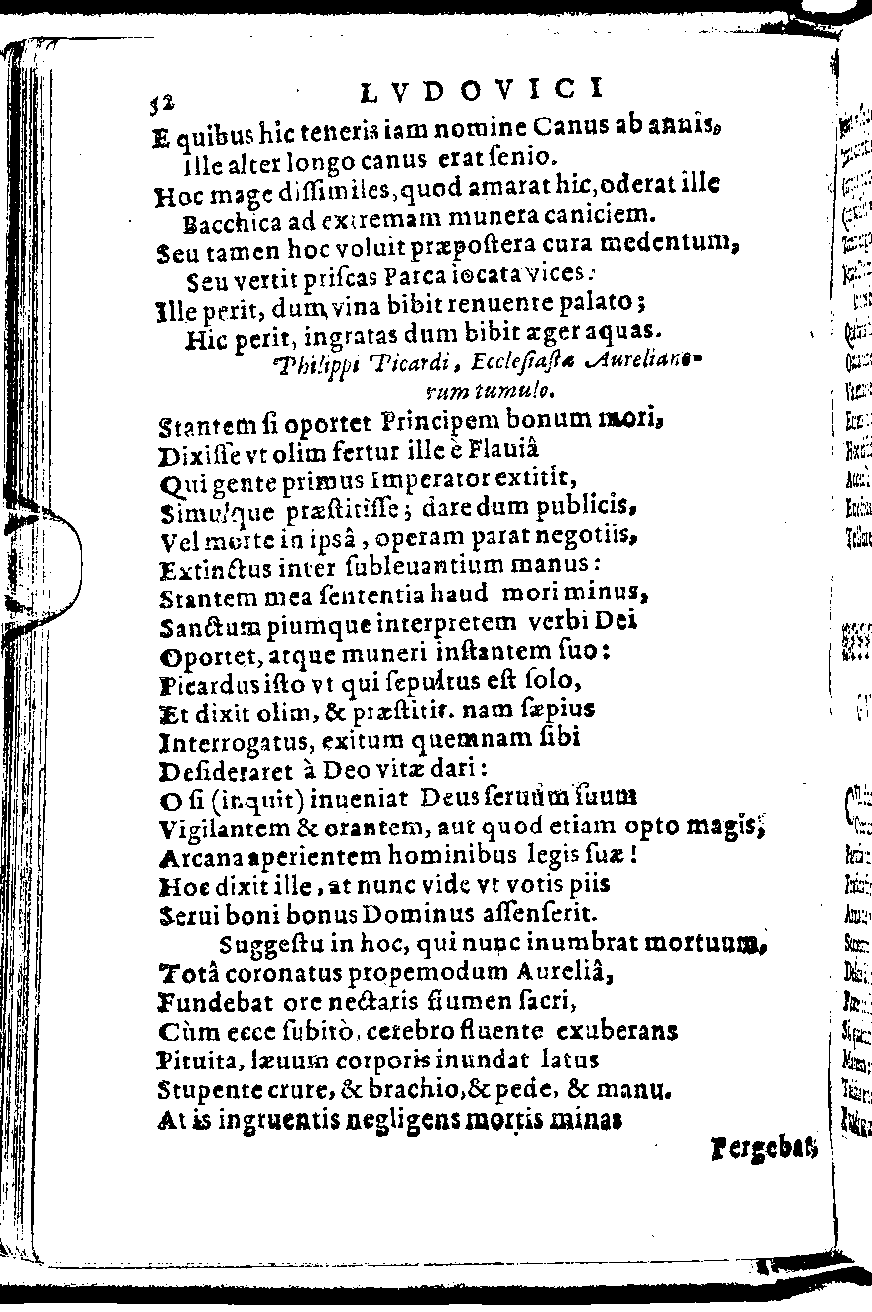 52 LVDOVICI
E quibus hic teneris iam nomine Canus ab annis,
Ille alter longo canus erat ſenio.
Hoc mage diſſimiles, quod amarat hic, oderat ille
Bacchica ad extremam munera caniciem.
Seu tamen hoc voluit præpoſtera cura medentum,
Seu vertit priſcas Parca iocata vices:
Ille perit, dum vina bibit renuente palato;
Hic perit, ingratas dum bibit æger aquas.
Philippi Picardi, Eccleſiaſtæ Aureliano-
rum tumulo.
Stantem ſi oportet Principem bonum mori,
Dixiſſe vt olim fertur ille è Flauiâ
Qui gente primus Imperator extitit,
Simulque præſtitiſſe; dare dum publicis,
Vel morte in ipsâ, operam parat negotiis,
Extinctus inter ſubleuantium manus:
Stantem mea ſententia haud mori minus,
Sanctum piumque interpretem verbi Dei
Oportet, atque muneri inſtantem ſuo:
Picardus iſto vt qui ſepultus eſt ſolo,
Et dixit olim, & præſtitit. nam ſæpius
Interrogatus, exitum quemnam ſibi
Deſideraret à Deo vitæ dari:
O ſi (inquit) inueniat Deus ſeruum ſuum
Vigilantem & orantem, aut quod etiam opto magis,
Arcana aperientem hominibus legis ſuæ!
Hoc dixit ille, at nunc vide vt votis piis
Serui boni bonus Dominus aſſenſerit.
Suggeſtu in hoc, qui nunc inumbrat mortuum,
Totâ coronatus propemodum Aureliâ,
Fundebat ore nectaris flumen ſacri,
Cùm ecce ſubitò, cerebro fluente exuberans
Pituita, læuum corporis inundat latus
Stupente crure, & brachio, & pede, & manu.
At is ingruentis negligens mortis minas
Pergebat,